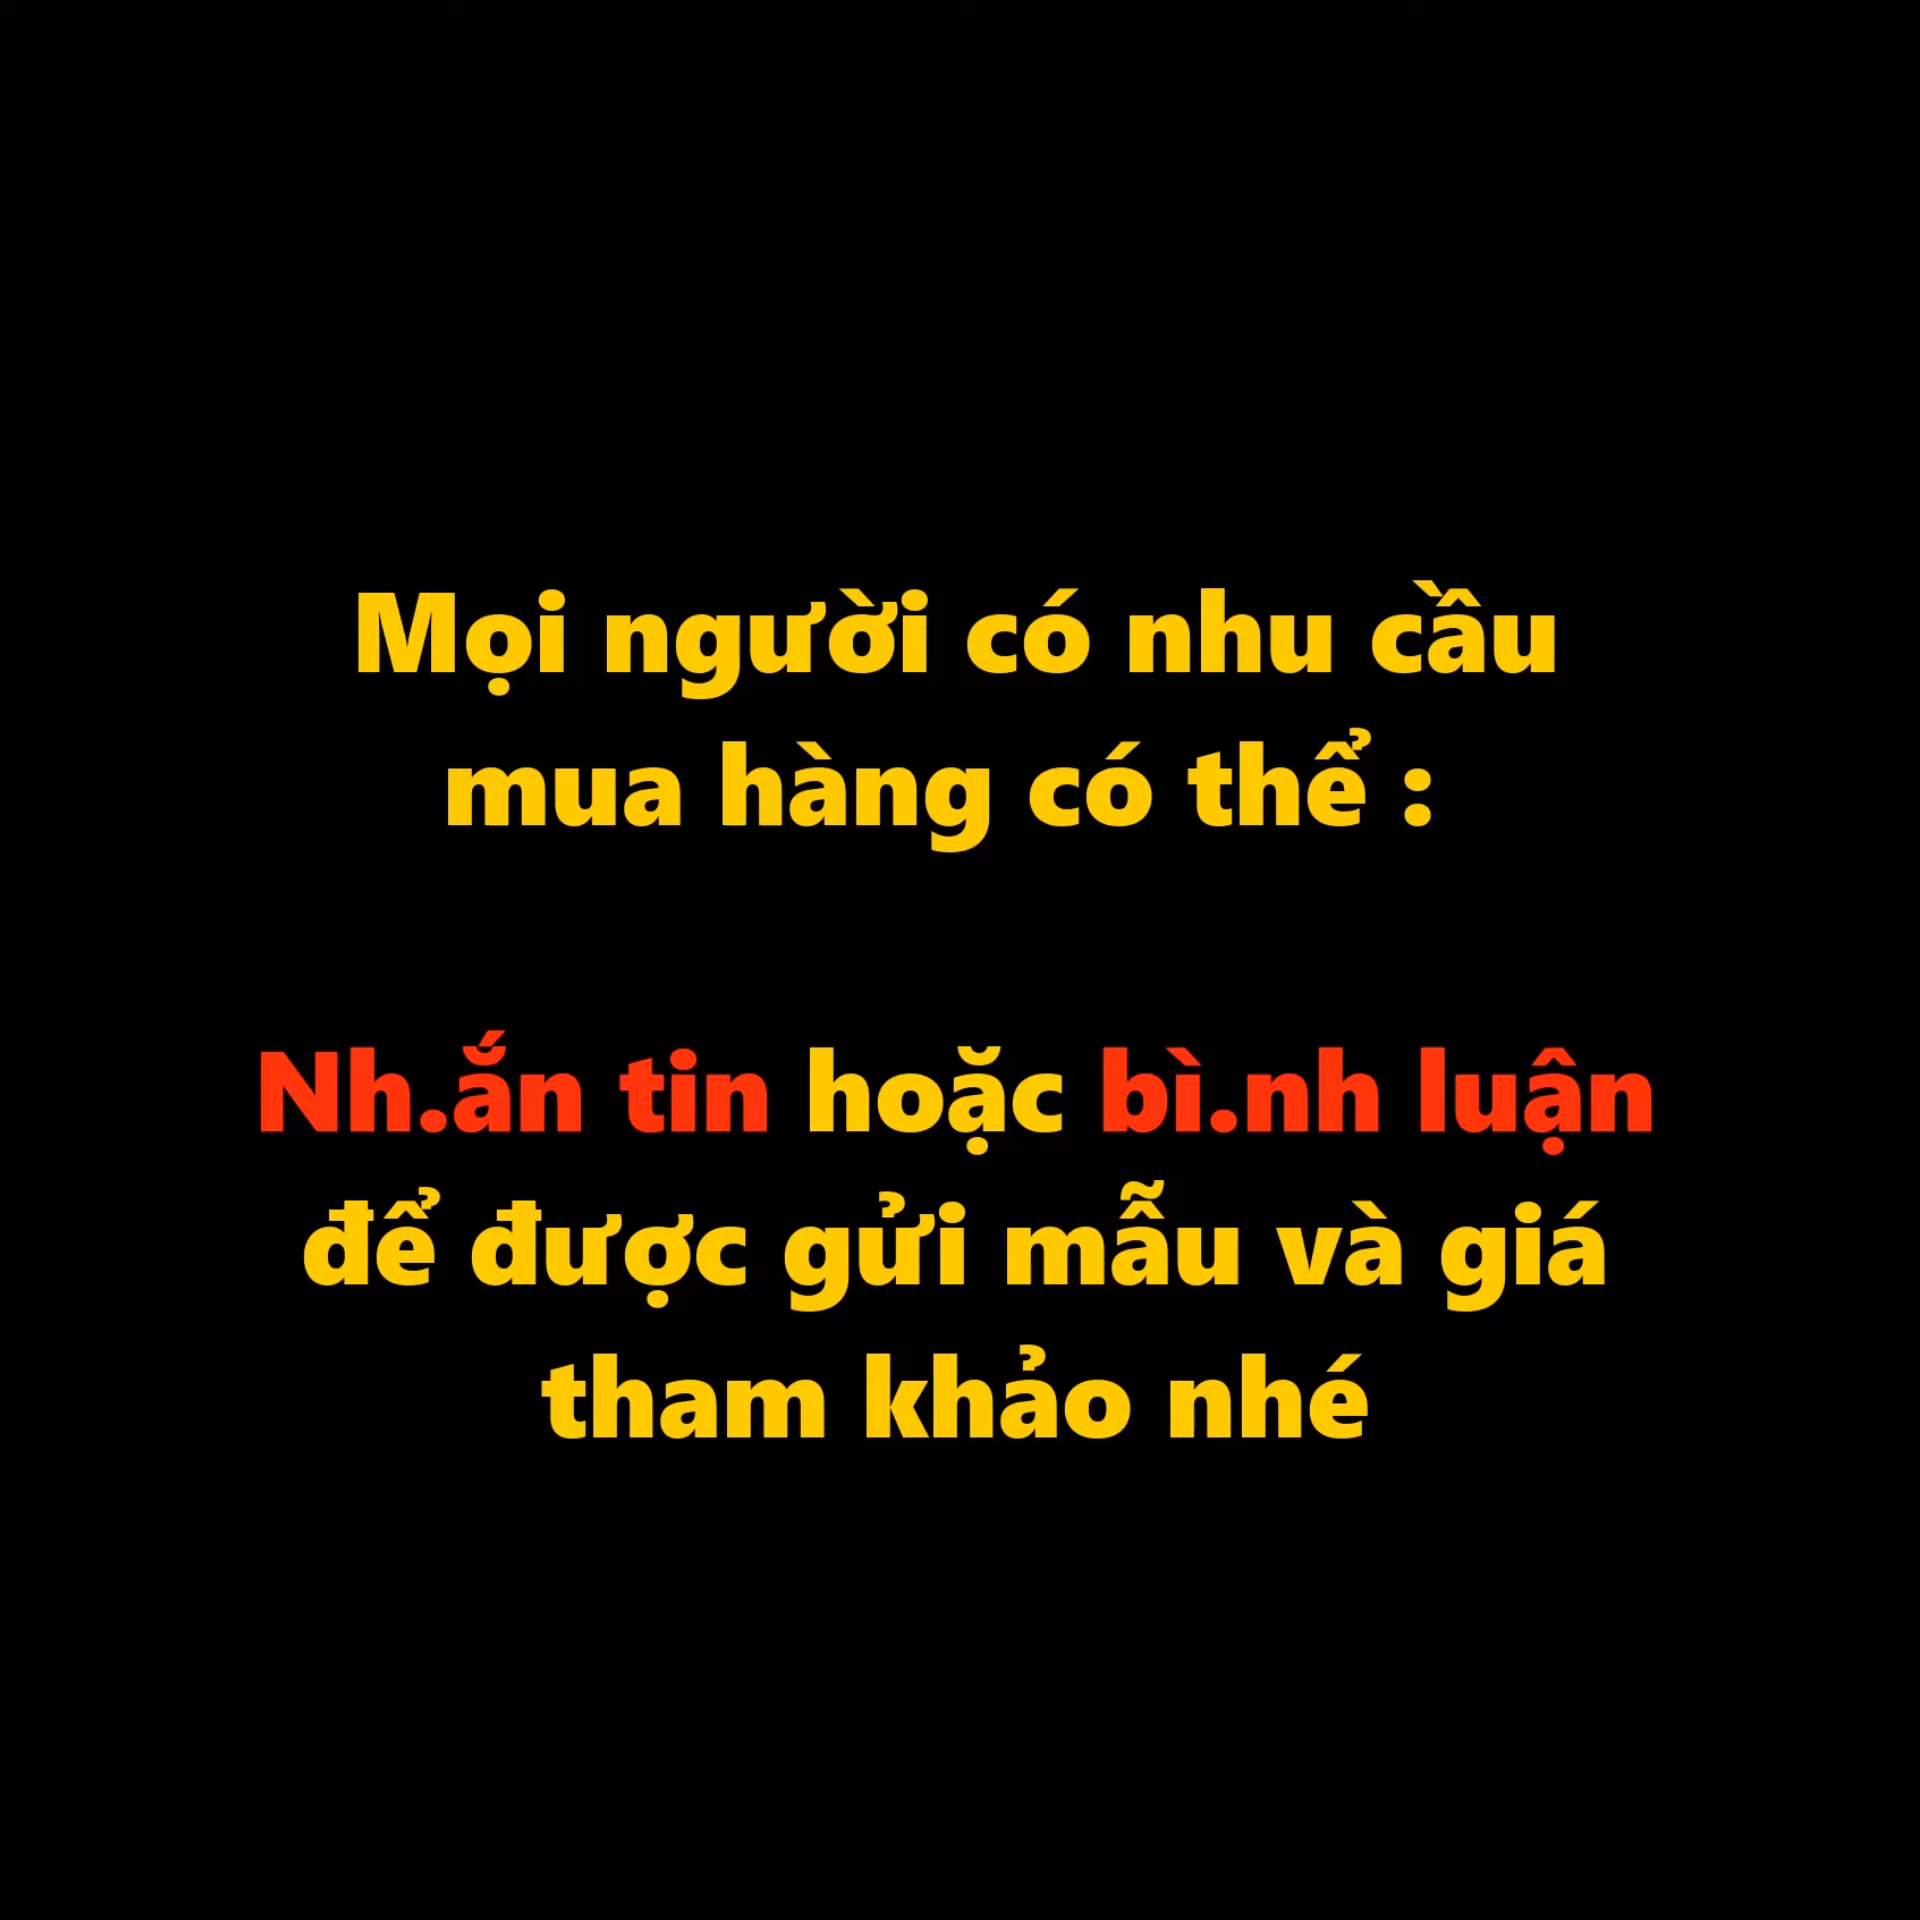 Mọi người có nhu cầu
mua hàng có thể :
Nh.ắn tin hoặc bì.nh luận
để được gửi mẫu và giá
tham khảo nhé